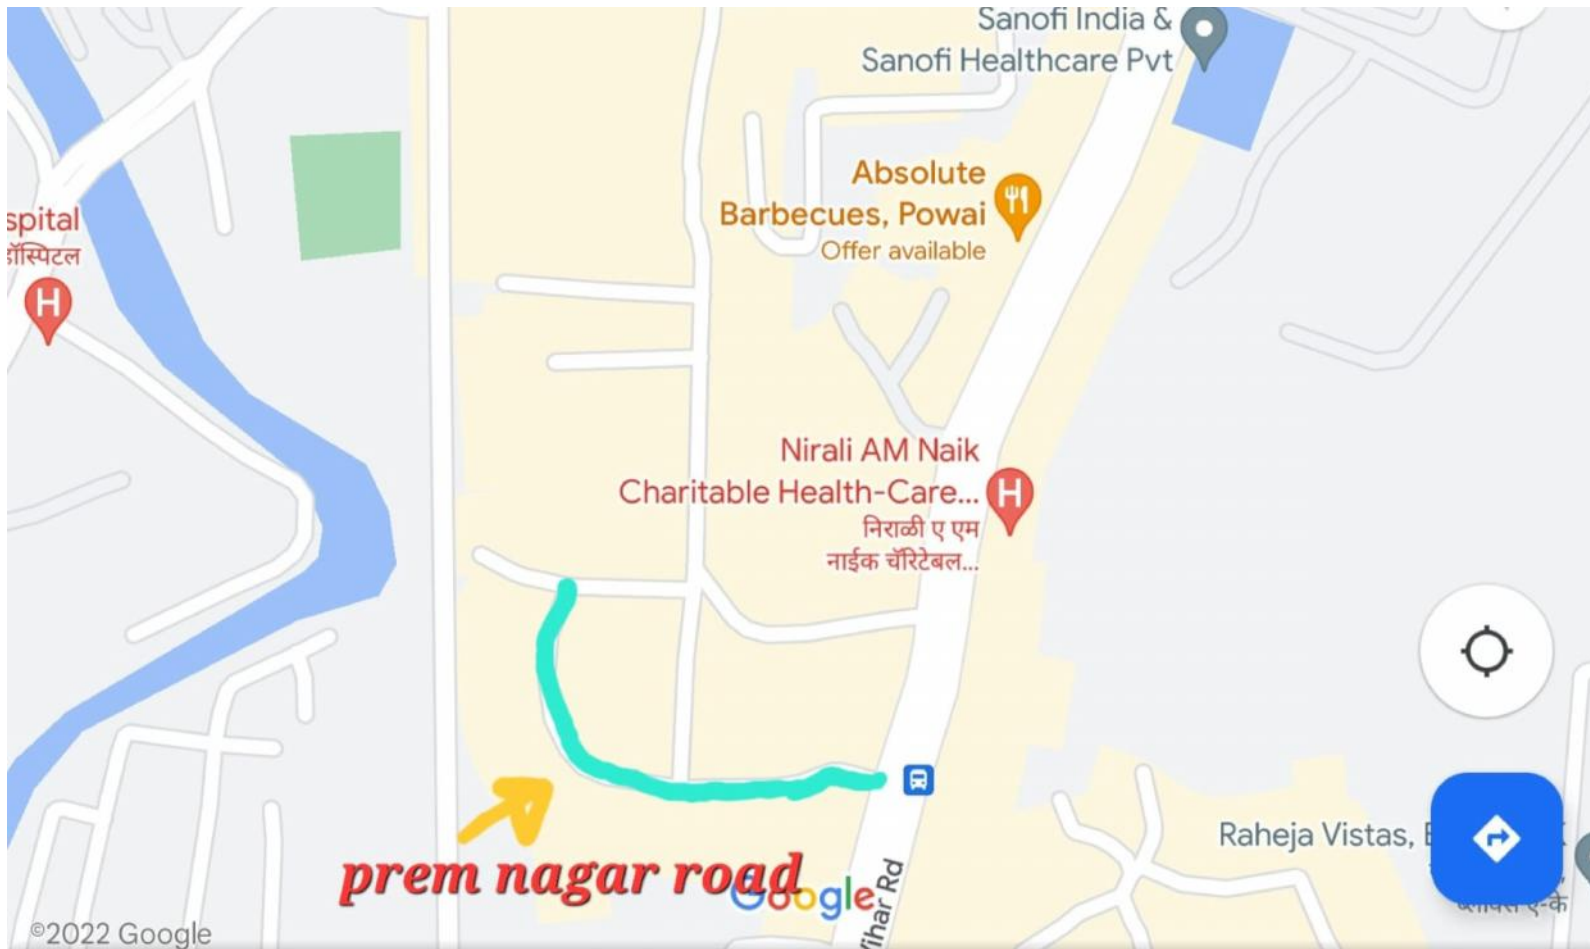 Sanofi India &
Sanofi Healthcare Pvt
Absolute
Barbecues, Powai
Offer available
spital
हॉस्पिटल
H
Nirali AM Naik
Charitable Health-Care...
H
निराळी ए एम
नाईक चॅरिटेबल...
Raheja Vistas,
prem nagar road
Google
Vihar Rd
ब्लॉक्स ए-के
©2022 Google